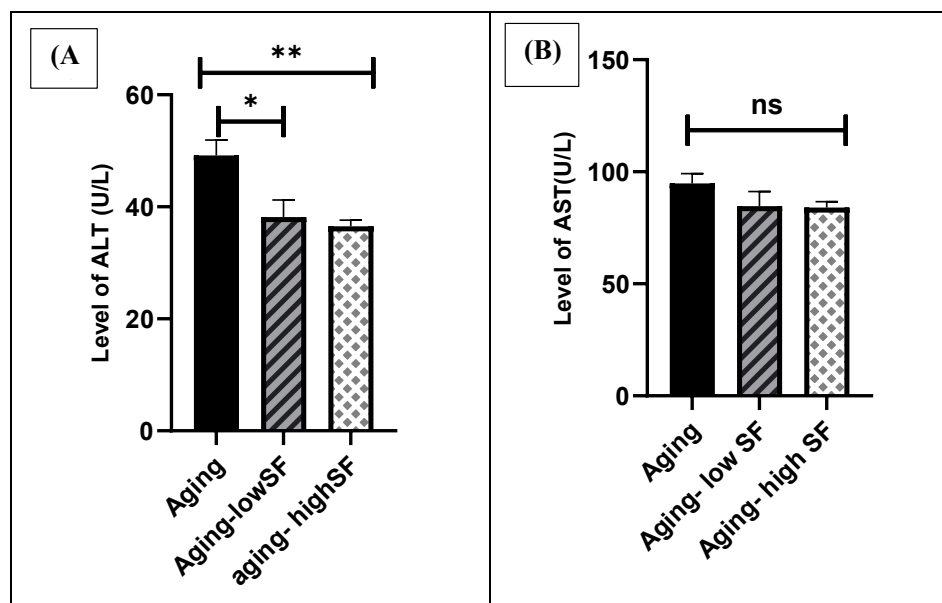 (A
**
*
60
40
20
0
Level of ALT (U/L)
Aging
Aging-lowSF
aging- highSF
(B)
ns
150
100
50
0
Level of AST(U/L)
Aging
Aging- low SF
Aging- high SF